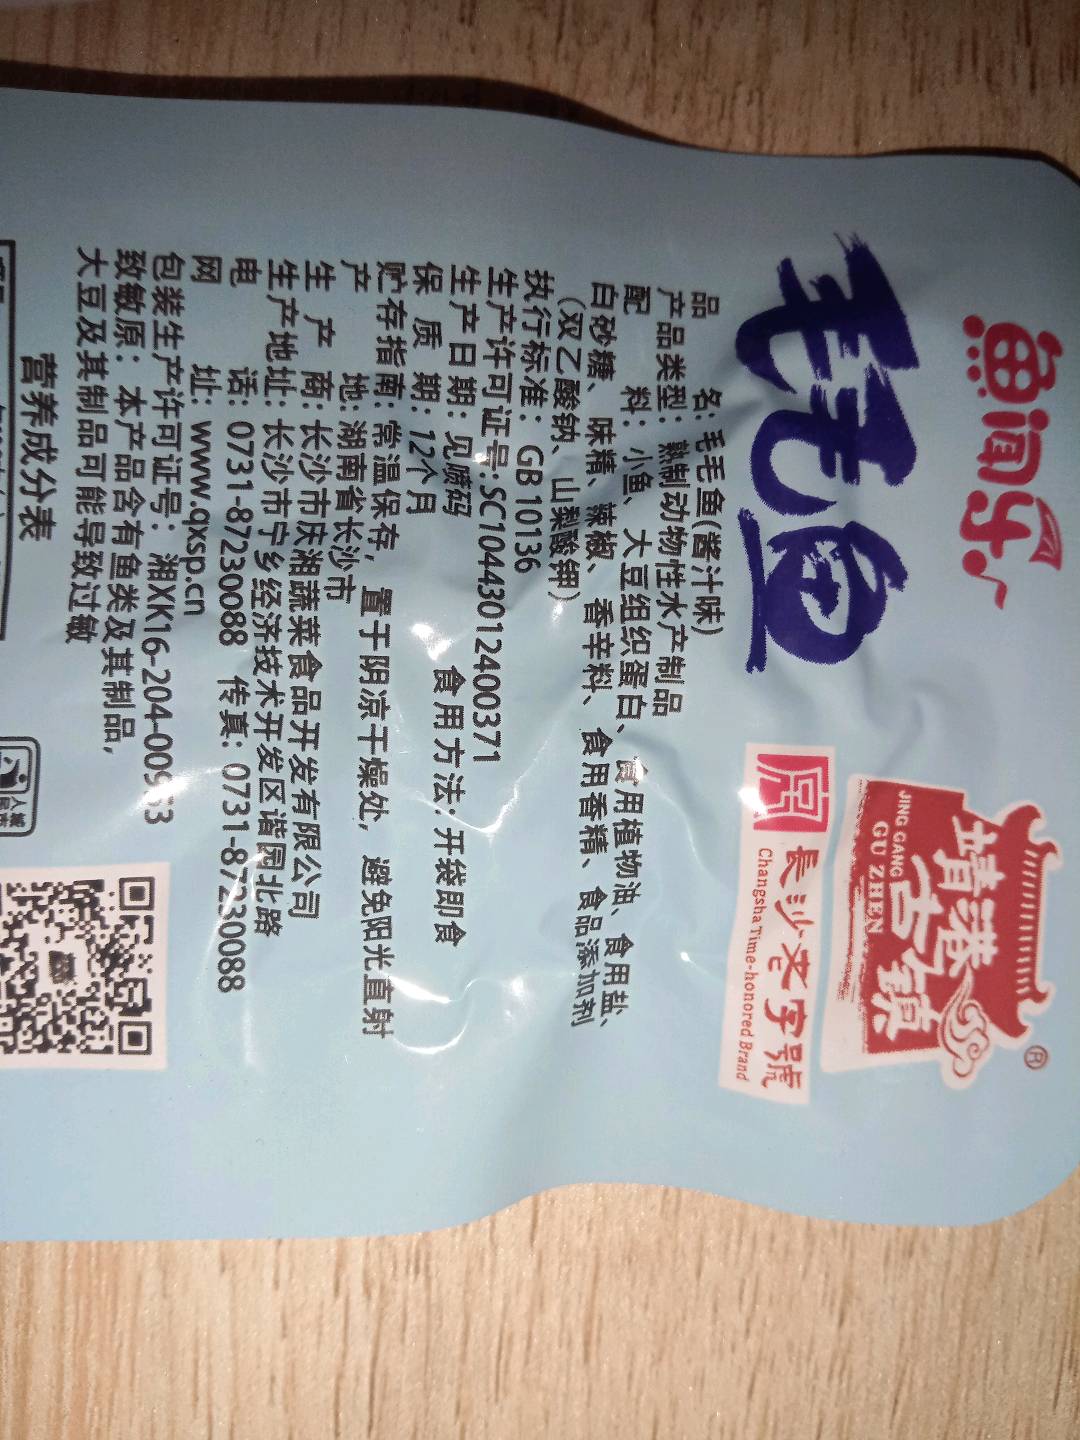 鱼闻乐
靖港古镇
JING GANG
GU ZHEN
®
毛毛鱼
長沙老字號
Changsha Time-honored Brand
品 名: 毛毛鱼(酱汁味)
产品类型: 熟制动物性水产制品
配 料: 小鱼、大豆组织蛋白、食用植物油、食用盐、
白砂糖、味精、辣椒、香辛料、食用香精、食品添加剂
(双乙酸钠、山梨酸钾)
执行标准: GB 10136
生产许可证号: SC10443012400371
生产日期: 见喷码 食用方法: 开袋即食
保 质 期: 12个月
贮存指南: 常温保存, 置于阴凉干燥处, 避免阳光直射
产 地: 湖南省长沙市
生 产 商: 长沙市庆湘蔬菜食品开发有限公司
生产地址: 长沙市宁乡经济技术开发区谐园北路
电 话: 0731-87230088 传真: 0731-87230088
网 址: www.qxsp.cn
包装生产许可证号: 湘XK16-204-00953
致敏原: 本产品含有鱼类及其制品,
大豆及其制品可能导致过敏
营养成分表